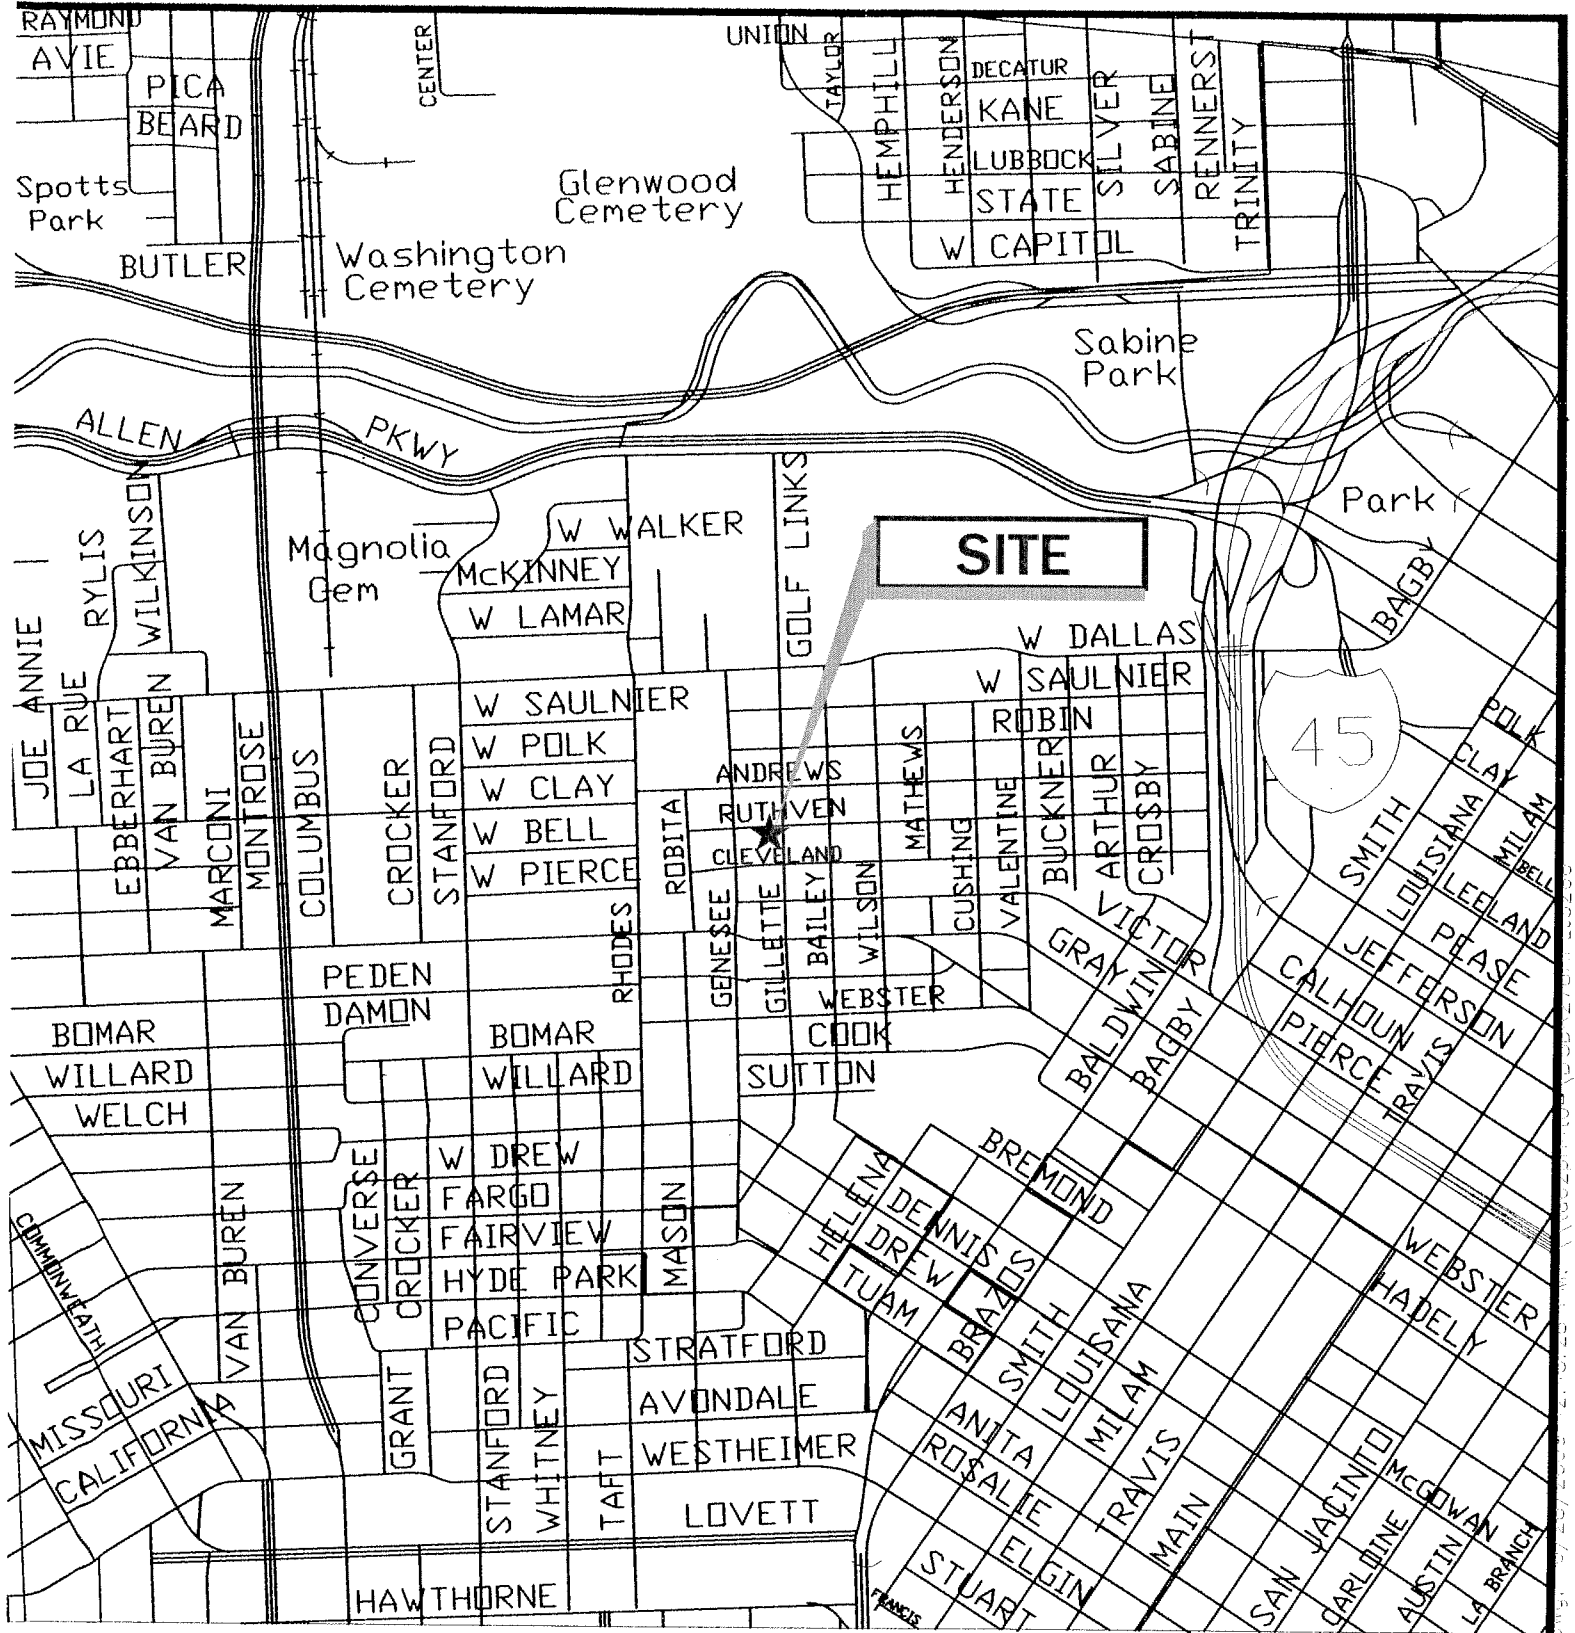 RAYMOND
AVIE
PICA
BEARD
CENTER
UNION
TAYLOR
HEMPHILL
HENDERSON
DECATUR
KANE
LUBBOCK
STATE
W CAPITOL
SILVER
SABINE
RENNERST
TRINITY
Spotts
Park
Glenwood
Cemetery
BUTLER
Washington
Cemetery
Sabine
Park
ALLEN PKWY
WILKINSON
RYLIS
Magnolia
Cem
W WALKER
McKINNEY
W LAMAR
GOLF LINKS
SITE
Park
BAGBY
W DALLAS
JOE ANNIE
LA RUE
EBBERHART
VAN BUREN
MARCONI
MONTROSE
COLUMBUS
CROCKER
STANFORD
W SAULNIER
W POLK
W CLAY
W BELL
W PIERCE
W SAULNIER
ROBIN
45
ANDREWS
RUTHVEN
CLEVELAND
ROBITA
RHODES
GENESEE
GILLETTE
BAILEY
WILSON
MATHEWS
CUSHING
VALENTINE
BUCKNER
ARTHUR
CROSBY
POLK
CLAY
MILAM
BELL
SMITH
LOUISIANA
LEELAND
PEASE
JEFFERSON
CALHOUN
PIERCE
TRAVIS
VICTOR
GRAY
BALDWIN
BAGBY
PEDEN
DAMON
WEBSTER
COOK
SUTTON
BOMAR
WILLARD
WELCH
BOMAR
WILLARD
CONVERSE
CROCKER
W DREW
FARGO
FAIRVIEW
HYDE PARK
PACIFIC
MASON
VAN BUREN
COMMONWEATH
MISSOURI
CALIFORNIA
HELENA
BREMOND
DENNIS
DREW
TUAM
BRAZOS
SMITH
LOUISANA
MILAM
TRAVIS
MAIN
WEBSTER
HADELY
STRATFORD
AVONDALE
WESTHEIMER
LOVETT
HAWTHORNE
GRANT
STANFORD
WHITNEY
TAFT
ANITA
ROSALIE
ELGIN
STUART
FRANCIS
SAN JACINTO
CARLOINE
McGOWAN
AUSTIN
LA BRANCH